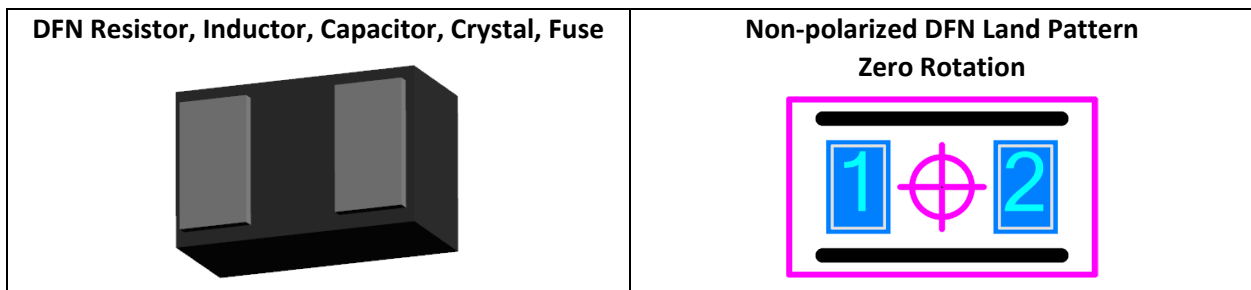 DFN Resistor, Inductor, Capacitor, Crystal, Fuse
Non-polarized DFN Land Pattern
Zero Rotation
1 2